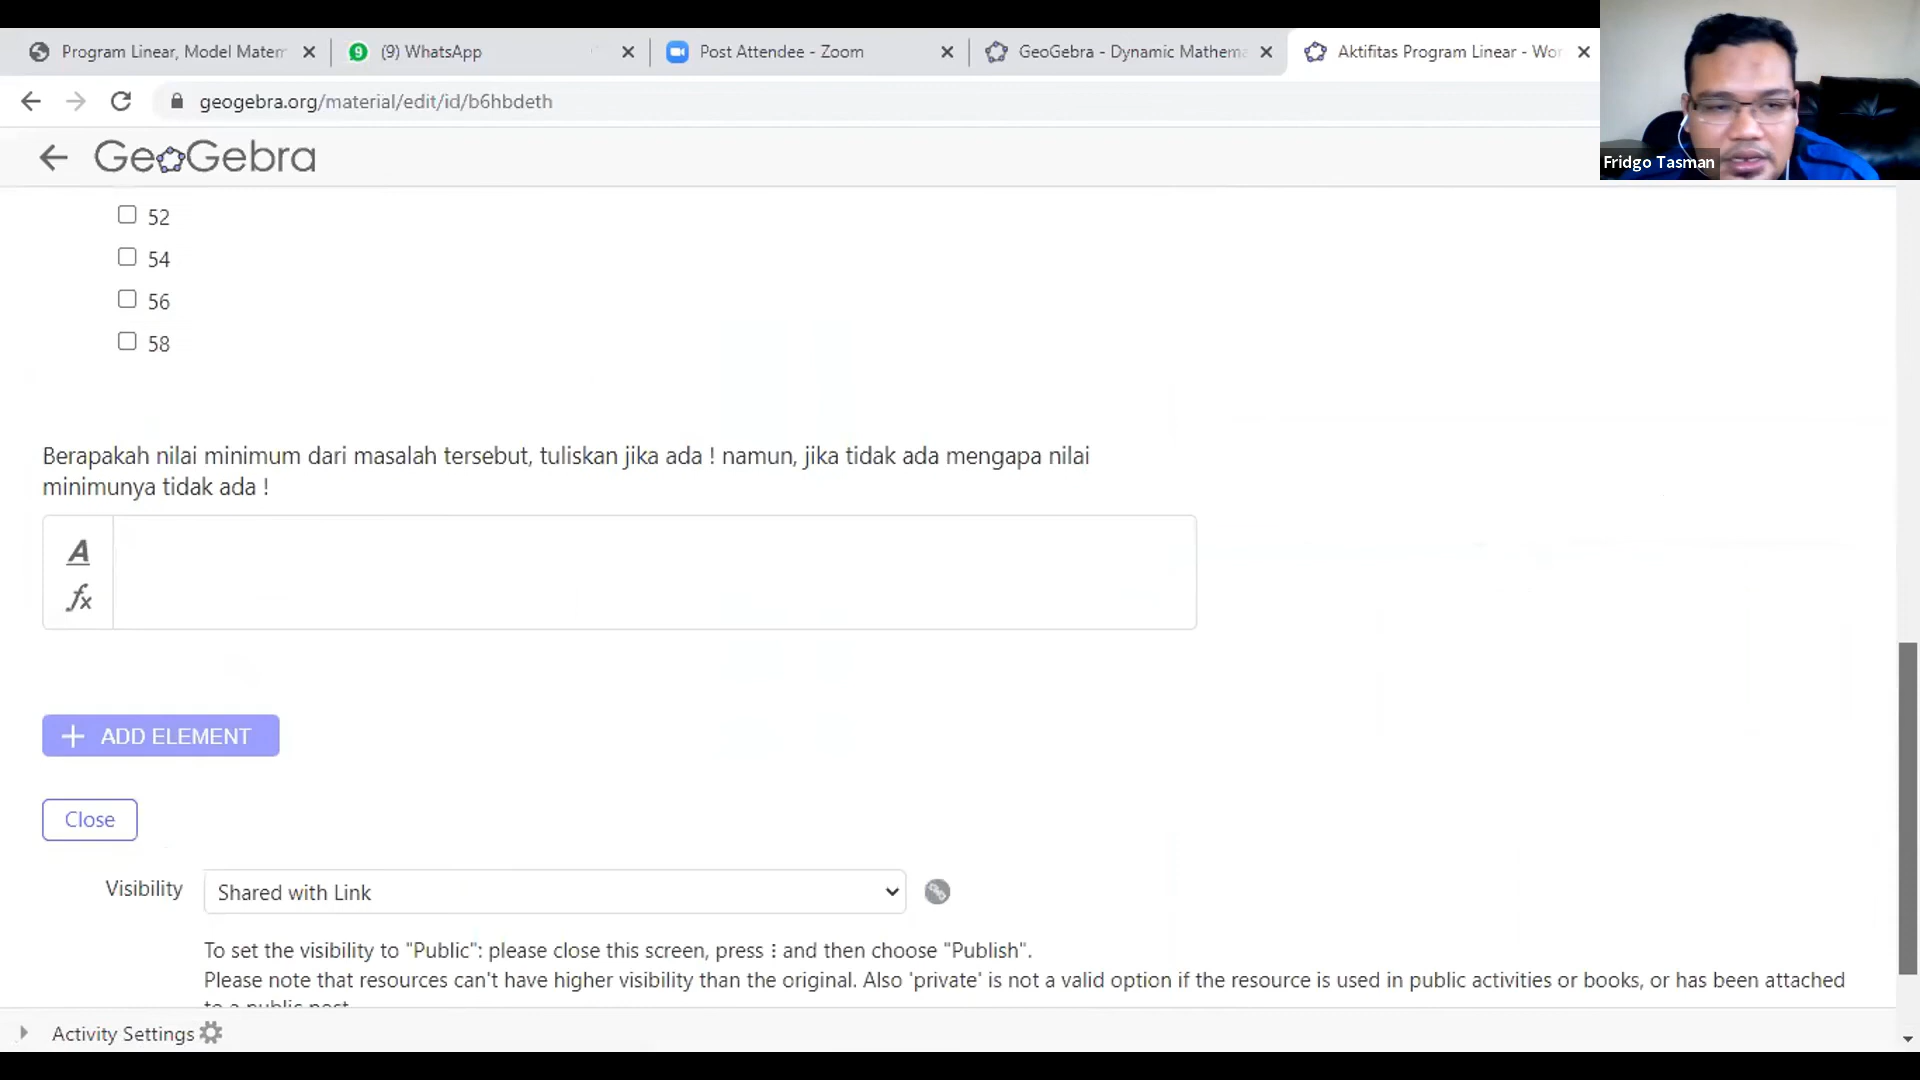 Program Linear, Model Matem
(9) WhatsApp
Post Attendee - Zoom
GeoGebra - Dynamic Mathema
Aktifitas Program Linear - Wor
geogebra.org/material/edit/id/b6hbdeth
GeoGebra
Fridgo Tasman
52
54
56
58
Berapakah nilai minimum dari masalah tersebut, tuliskan jika ada ! namun, jika tidak ada mengapa nilai
minimunya tidak ada !
A
fx
+ ADD ELEMENT
Close
Visibility
Shared with Link
To set the visibility to "Public": please close this screen, press ⋮ and then choose "Publish".
Please note that resources can't have higher visibility than the original. Also 'private' is not a valid option if the resource is used in public activities or books, or has been attached
to a public post
Activity Settings